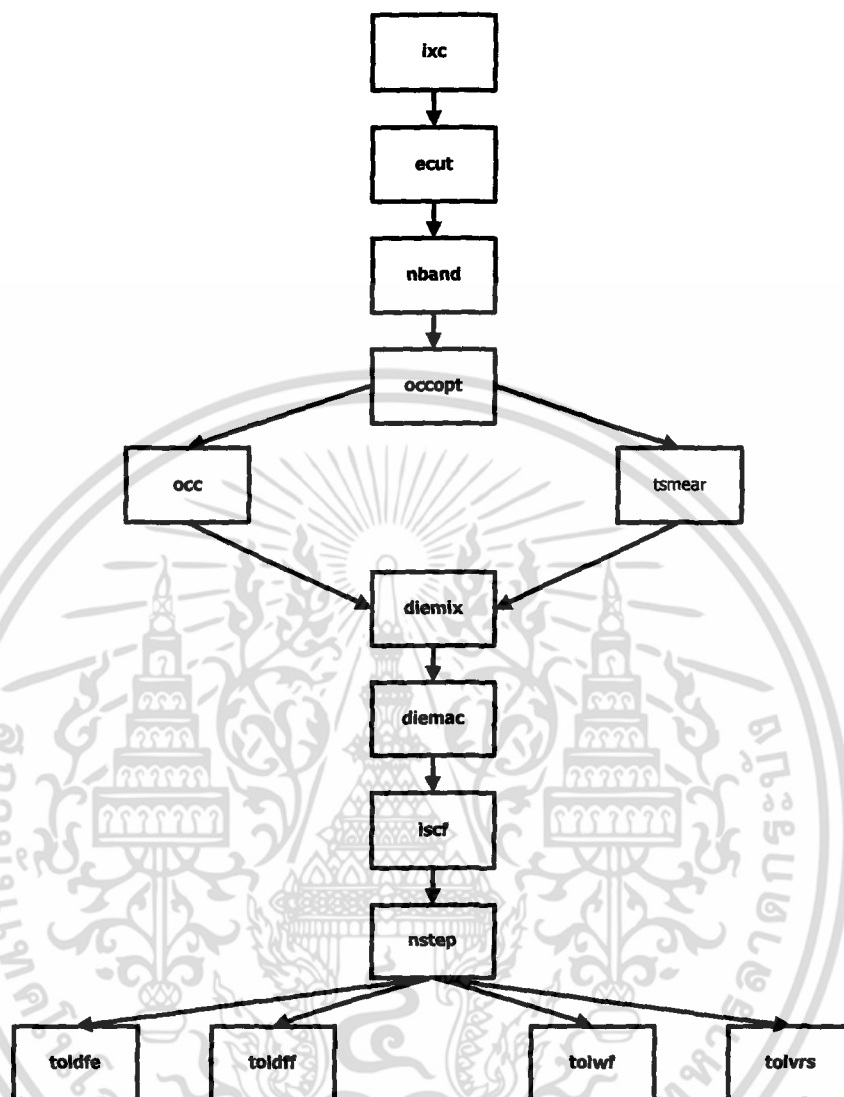 ixc
ecut
nband
occopt
occ
tsmear
diemix
diemac
iscf
nstep
toldfe
toldff
tolwf
tolvrs